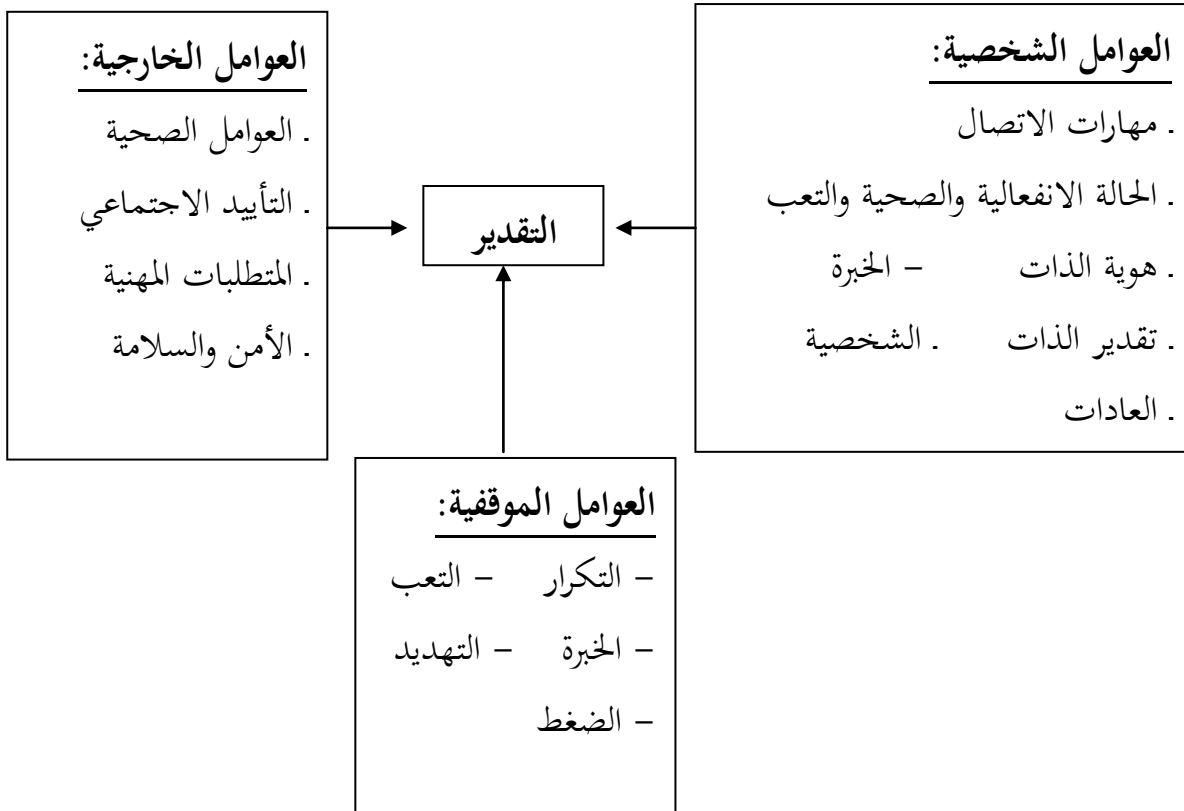 العوامل الشخصية:
. مهارات الاتصال
. الحالة الانفعالية والصحية والتعب
. هوية الذات – الخبرة
. تقدير الذات . الشخصية
. العادات
التقدير
العوامل الخارجية:
. العوامل الصحية
. التأييد الاجتماعي
. المتطلبات المهنية
. الأمن والسلامة
العوامل الموقفية:
– التكرار – التعب
– الخبرة – التهديد
– الضغط